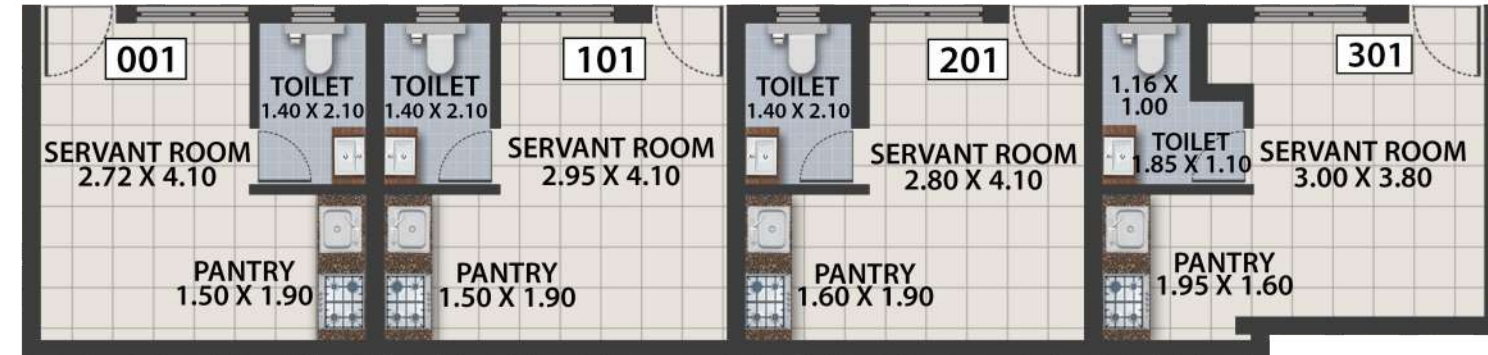 001
TOILET
1.40 X 2.10
SERVANT ROOM
2.72 X 4.10
PANTRY
1.50 X 1.90
101
TOILET
1.40 X 2.10
SERVANT ROOM
2.95 X 4.10
PANTRY
1.50 X 1.90
201
TOILET
1.40 X 2.10
SERVANT ROOM
2.80 X 4.10
PANTRY
1.60 X 1.90
301
1.16 X
1.00
TOILET
1.85 X 1.10
SERVANT ROOM
3.00 X 3.80
PANTRY
1.95 X 1.60